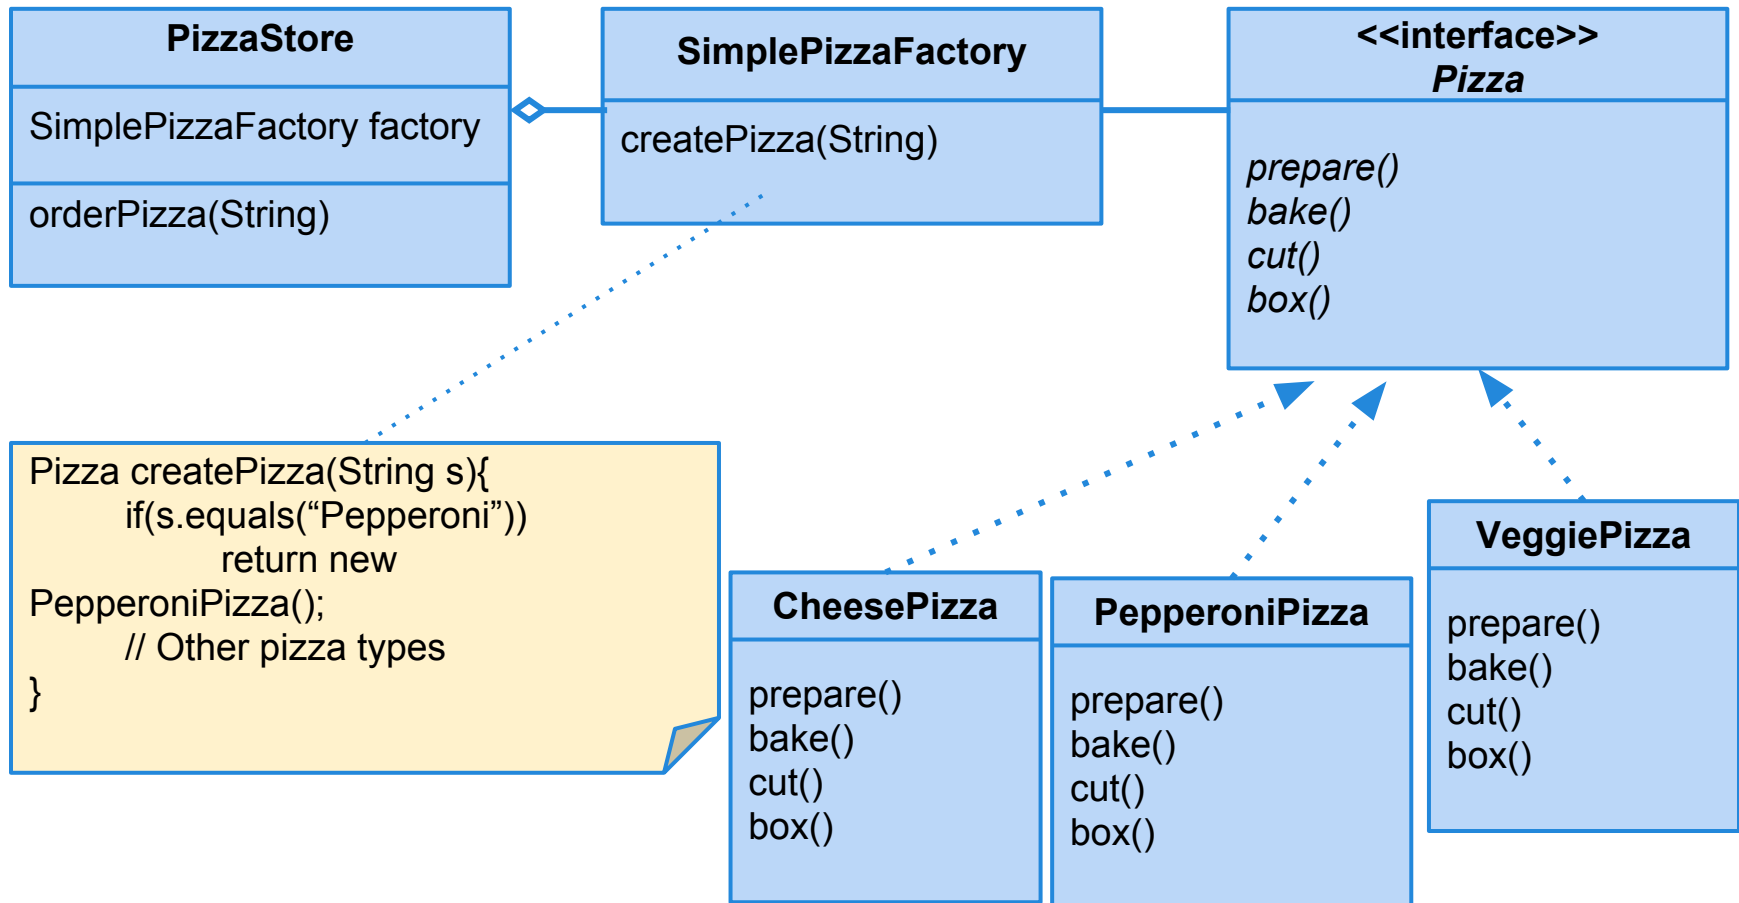 PizzaStore
SimplePizzaFactory factory
orderPizza(String)
SimplePizzaFactory
createPizza(String)
<<interface>>
Pizza
prepare()
bake()
cut()
box()
Pizza createPizza(String s){
if(s.equals(“Pepperoni”))
return new
PepperoniPizza();
// Other pizza types
}
CheesePizza
prepare()
bake()
cut()
box()
PepperoniPizza
prepare()
bake()
cut()
box()
VeggiePizza
prepare()
bake()
cut()
box()